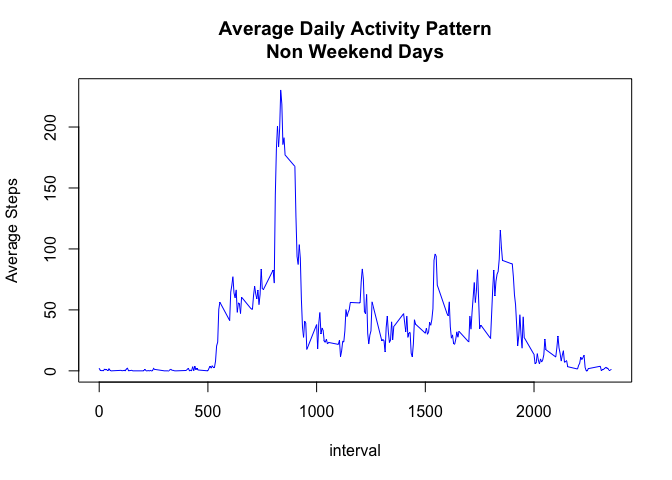 Average Daily Activity Pattern
Non Weekend Days
Average Steps
200
150
100
50
0
0 500 1000 1500 2000
interval